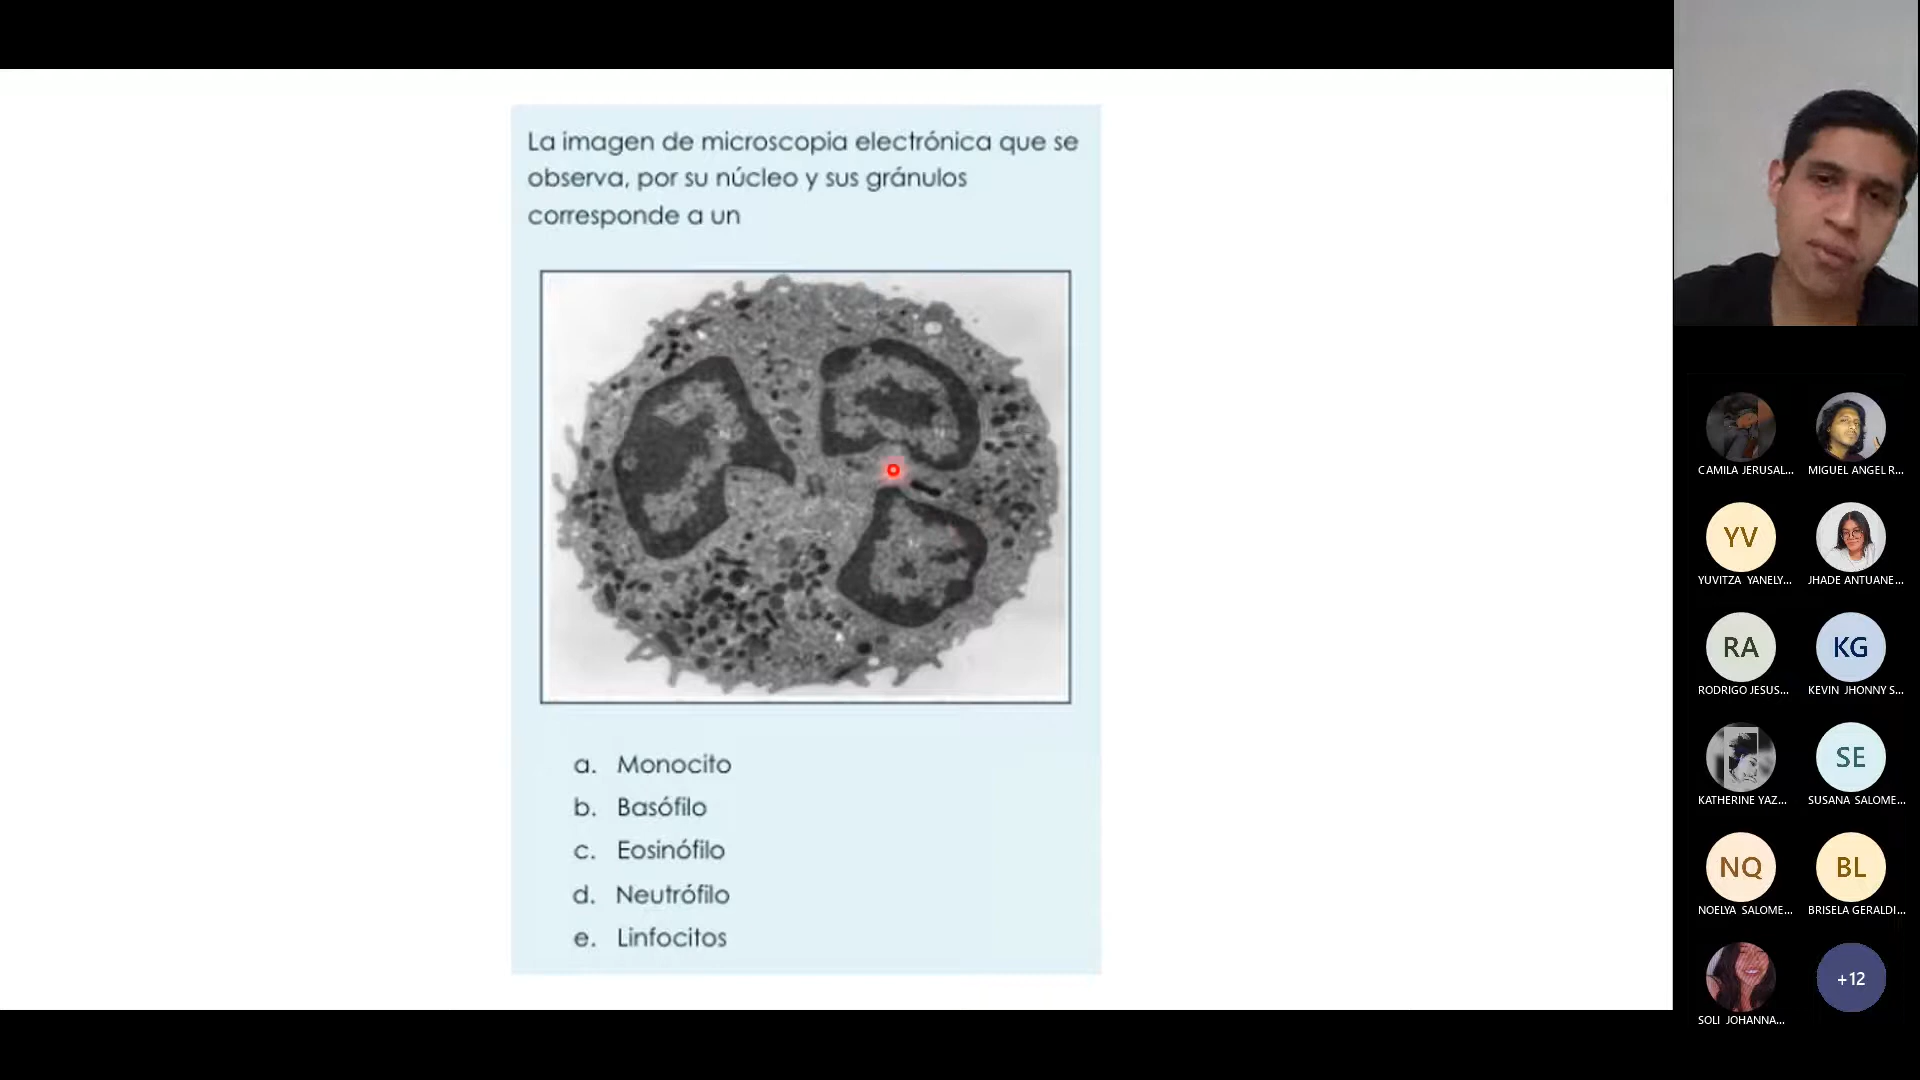 La imagen de microscopia electrónica que se
observa, por su núcleo y sus gránulos
corresponde a un
a. Monocito
b. Basófilo
c. Eosinófilo
d. Neutrófilo
e. Linfocitos
CAMILA JERUSAL...
MIGUEL ANGEL R...
YV
YUVITZA YANELY...
JHADE ANTUANE...
RA
RODRIGO JESUS...
KG
KEVIN JHONNY S...
KATHERINE YAZ...
SE
SUSANA SALOME...
NQ
NOELYA SALOME...
BL
BRISELA GERALDI...
SOLI JOHANNA...
+12